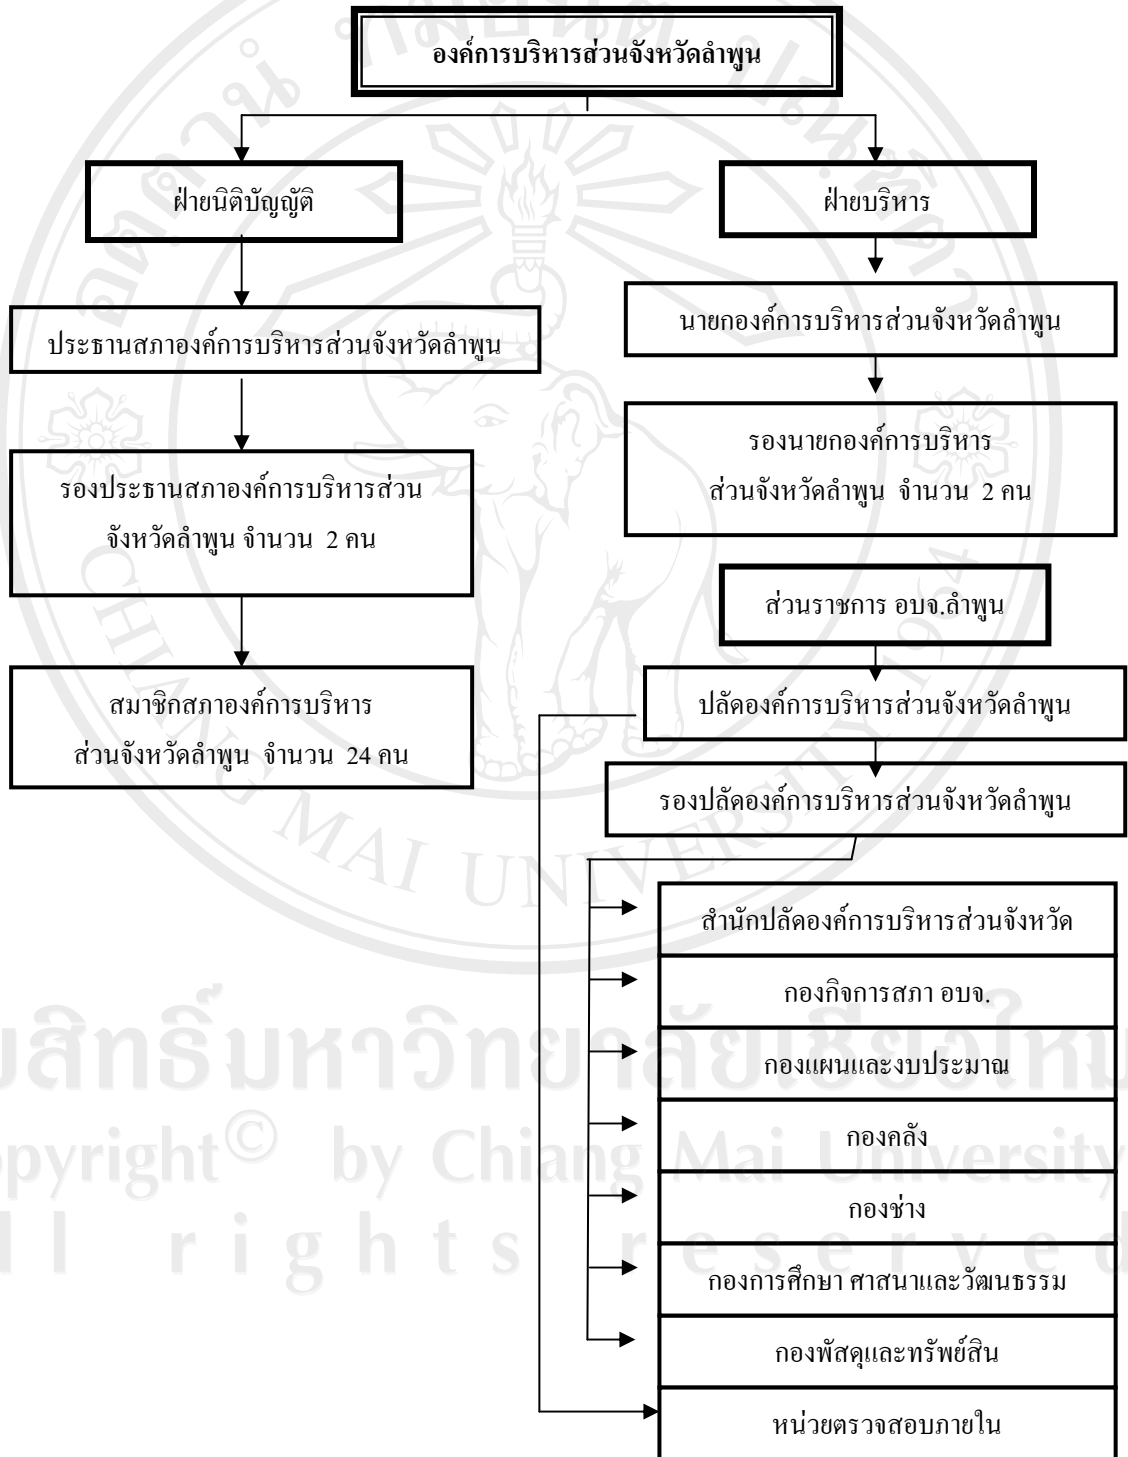 องค์การบริหารส่วนจังหวัดลำพูน
ฝ่ายนิติบัญญัติ
ฝ่ายบริหาร
ประธานสภาองค์การบริหารส่วนจังหวัดลำพูน
นายกองค์การบริหารส่วนจังหวัดลำพูน
รองประธานสภาองค์การบริหารส่วน
จังหวัดลำพูน จำนวน 2 คน
รองนายกองค์การบริหาร
ส่วนจังหวัดลำพูน จำนวน 2 คน
สมาชิกสภาองค์การบริหาร
ส่วนจังหวัดลำพูน จำนวน 24 คน
ส่วนราชการ อบจ.ลำพูน
ปลัดองค์การบริหารส่วนจังหวัดลำพูน
รองปลัดองค์การบริหารส่วนจังหวัดลำพูน
สำนักปลัดองค์การบริหารส่วนจังหวัด
กองกิจการสภา อบจ.
กองแผนและงบประมาณ
กองคลัง
กองช่าง
กองการศึกษา ศาสนาและวัฒนธรรม
กองพัสดุและทรัพย์สิน
หน่วยตรวจสอบภายใน
CHIANG MAI UNIVERSITY 1964
by Chiang Mai University
rights reserved